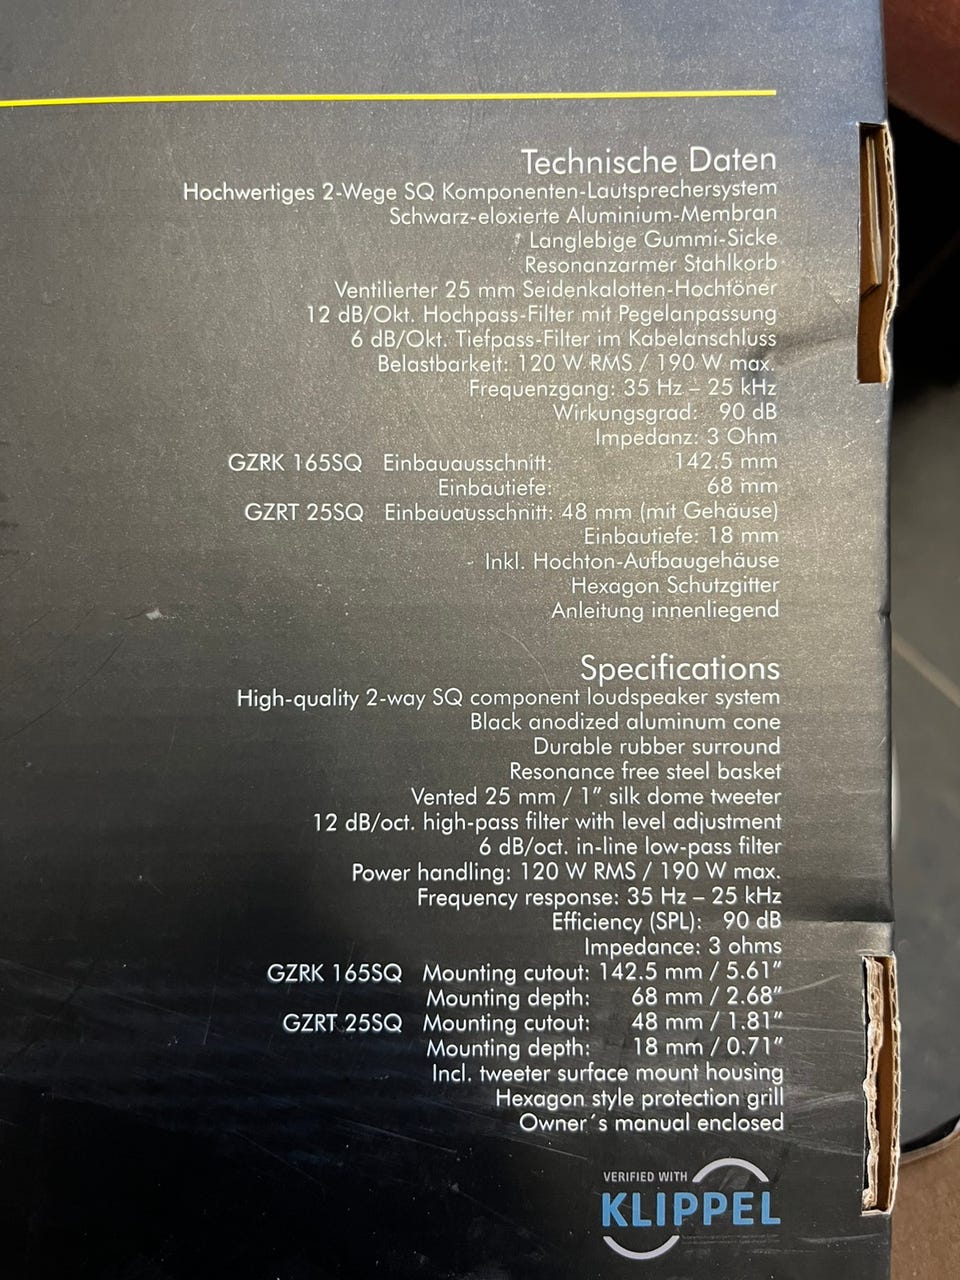 Technische Daten
Hochwertiges 2-Wege SQ Komponenten-Lautsprechersystem
Schwarz-eloxierte Aluminium-Membran
Langlebige Gummi-Sicke
Resonanzarmer Stahlkorb
Ventilierter 25 mm Seidenkalotten-Hochtöner
12 dB/Okt. Hochpass-Filter mit Pegelanpassung
6 dB/Okt. Tiefpass-Filter im Kabelanschluss
Belastbarkeit: 120 W RMS / 190 W max.
Frequenzgang: 35 Hz – 25 kHz
Wirkungsgrad: 90 dB
Impedanz: 3 Ohm
GZRK 165SQ Einbauausschnitt: 142.5 mm
Einbautiefe: 68 mm
GZRT 25SQ Einbauausschnitt: 48 mm (mit Gehäuse)
Einbautiefe: 18 mm
Inkl. Hochton-Aufbaugehäuse
Hexagon Schutzgitter
Anleitung innenliegend
Specifications
High-quality 2-way SQ component loudspeaker system
Black anodized aluminum cone
Durable rubber surround
Resonance free steel basket
Vented 25 mm / 1” silk dome tweeter
12 dB/oct. high-pass filter with level adjustment
6 dB/oct. in-line low-pass filter
Power handling: 120 W RMS / 190 W max.
Frequency response: 35 Hz – 25 kHz
Efficiency (SPL): 90 dB
Impedance: 3 ohms
GZRK 165SQ Mounting cutout: 142.5 mm / 5.61”
Mounting depth: 68 mm / 2.68”
GZRT 25SQ Mounting cutout: 48 mm / 1.81”
Mounting depth: 18 mm / 0.71”
Incl. tweeter surface mount housing
Hexagon style protection grill
Owner´s manual enclosed
VERIFIED WITH
KLIPPEL